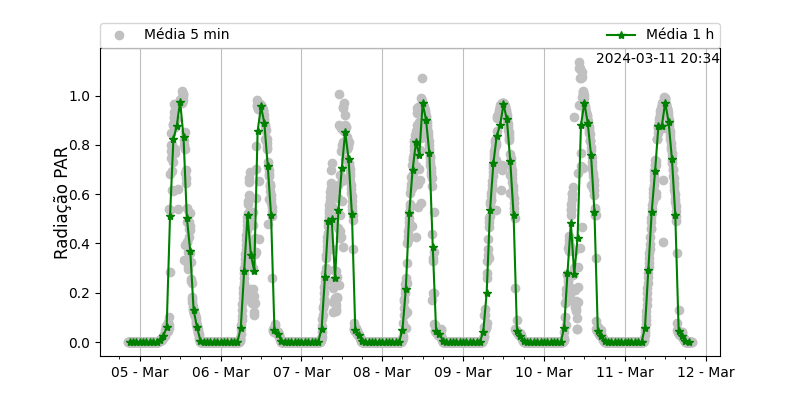 Média 5 min
Média 1 h
2024-03-11 20:34
Radiação PAR
1.0
0.8
0.6
0.4
0.2
0.0
05 - Mar
06 - Mar
07 - Mar
08 - Mar
09 - Mar
10 - Mar
11 - Mar
12 - Mar